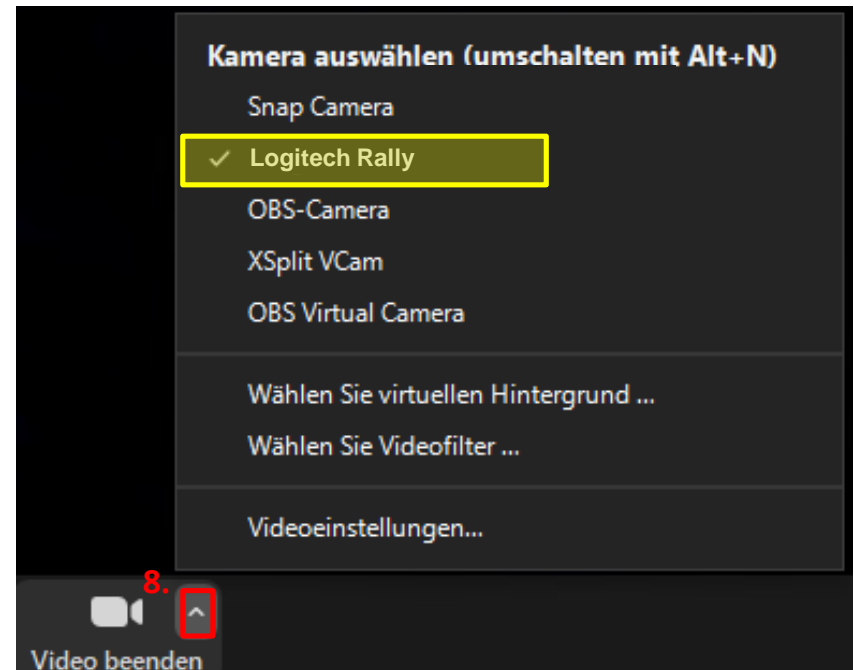 Kamera auswählen (umschalten mit Alt+N)
Snap Camera
Logitech Rally
OBS-Camera
XSplit VCam
OBS Virtual Camera
Wählen Sie virtuellen Hintergrund ...
Wählen Sie Videofilter ...
Videoeinstellungen...
8.
Video beenden